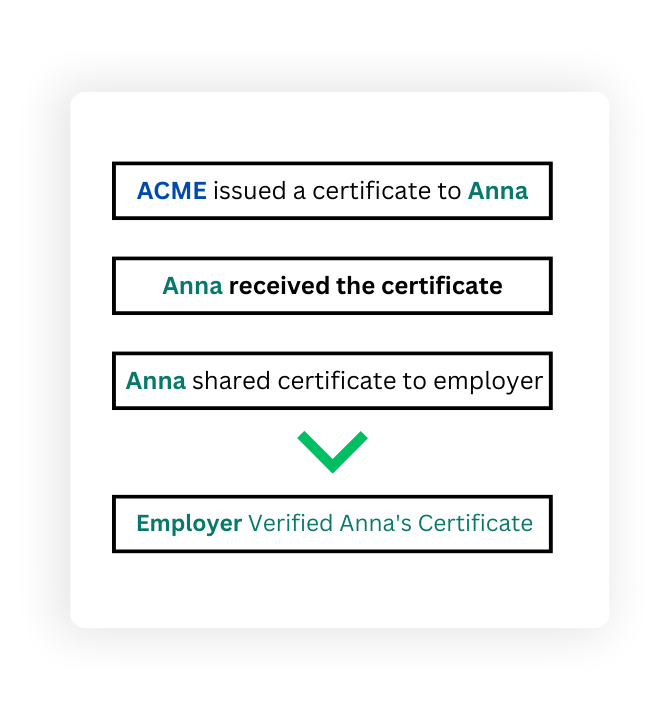 ACME issued a certificate to Anna
Anna received the certificate
Anna shared certificate to employer
Employer Verified Anna's Certificate